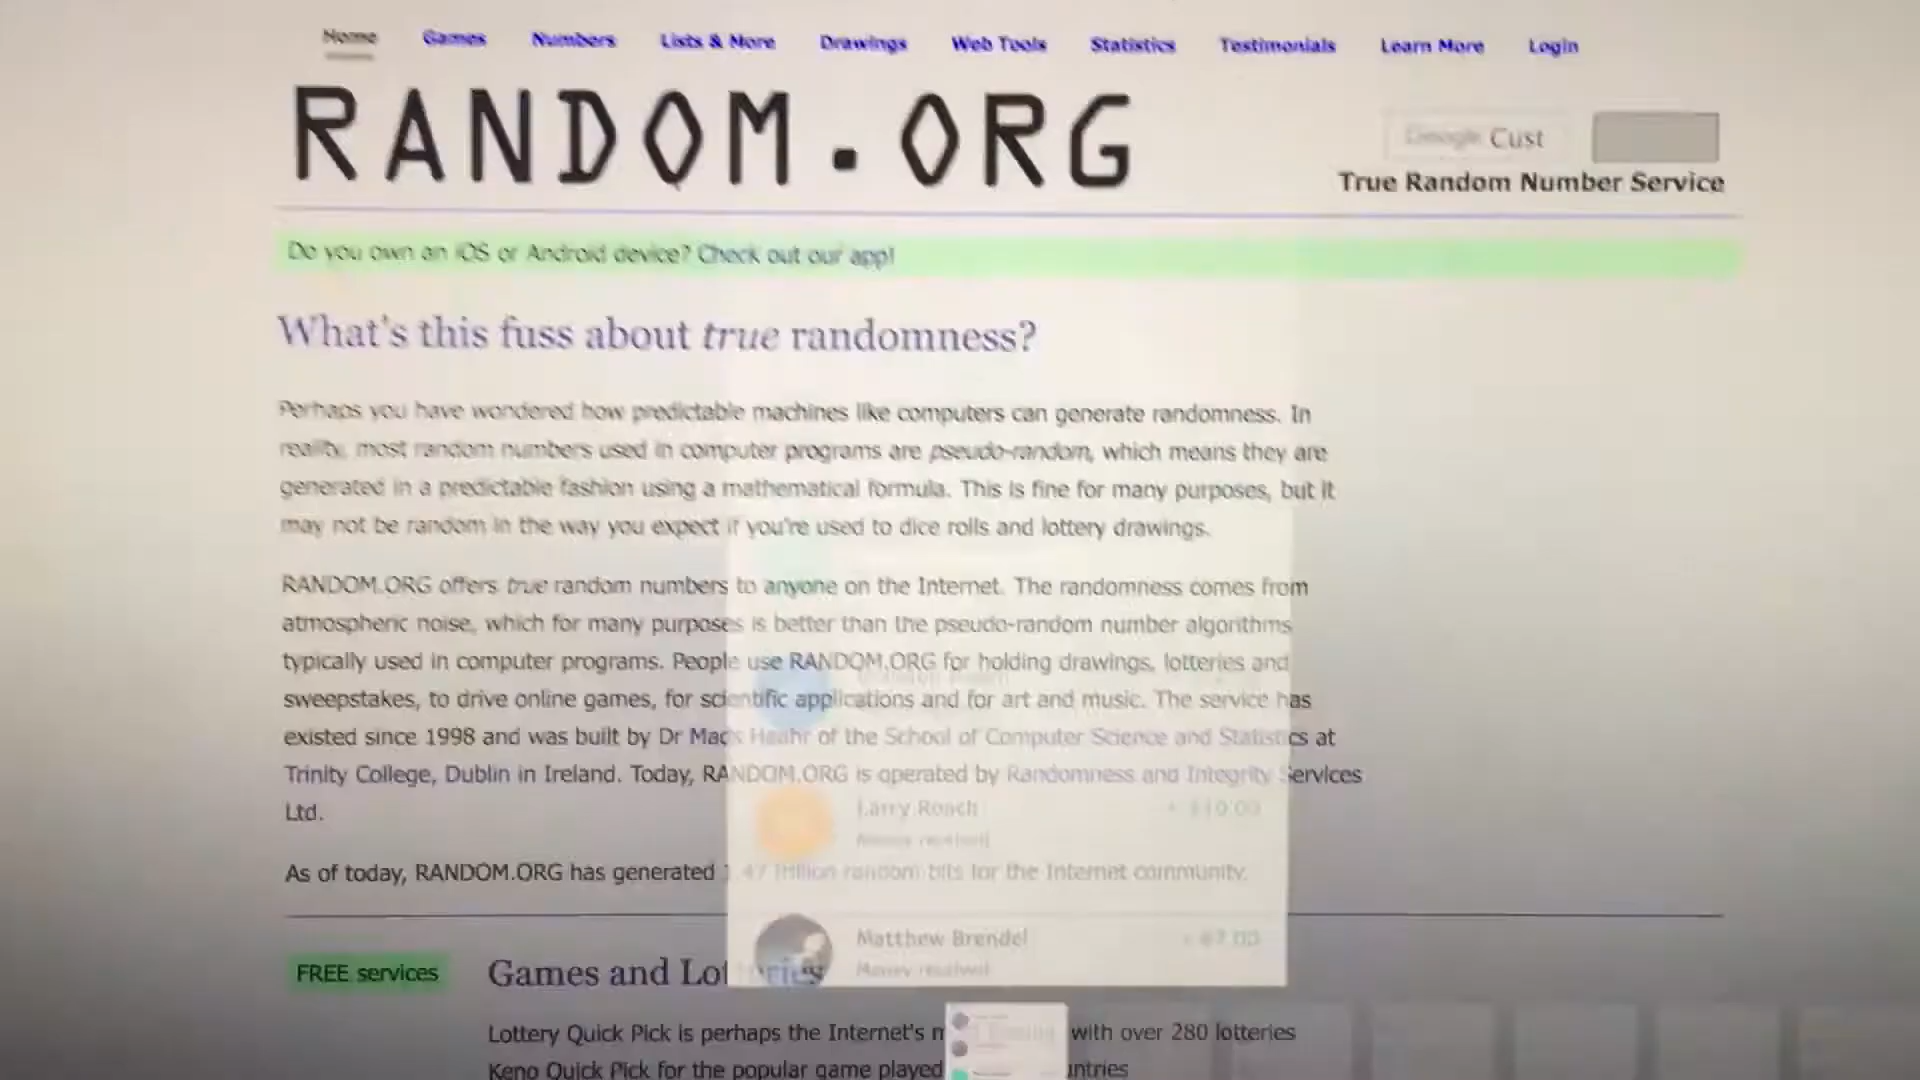 Home Games Numbers Lists & More Drawings Web Tools Statistics Testimonials Learn More Login
RANDOM.ORG
Google Cust
True Random Number Service
Do you own an iOS or Android device? Check out our app!
What's this fuss about true randomness?
Perhaps you have wondered how predictable machines like computers can generate randomness. In
reality, most random numbers used in computer programs are pseudo-random, which means they are
generated in a predictable fashion using a mathematical formula. This is fine for many purposes, but it
may not be random in the way you expect if you're used to dice rolls and lottery drawings.
RANDOM.ORG offers true random numbers to anyone on the Internet. The randomness comes from
atmospheric noise, which for many purposes is better than the pseudo-random number algorithms
typically used in computer programs. People use RANDOM.ORG for holding drawings, lotteries and
sweepstakes, to drive online games, for scientific applications and for art and music. The service has
existed since 1998 and was built by Dr Mads Haahr of the School of Computer Science and Statistics at
Trinity College, Dublin in Ireland. Today, RANDOM.ORG is operated by Randomness and Integrity Services
Ltd.
Larry Roach + $10.00
Money received
As of today, RANDOM.ORG has generated 1.47 trillion random bits for the Internet community.
Matthew Brendel
Money received
FREE services
Games and Lotteries
Lottery Quick Pick is perhaps the Internet's with over 280 lotteries
Keno Quick Pick for the popular game played countries